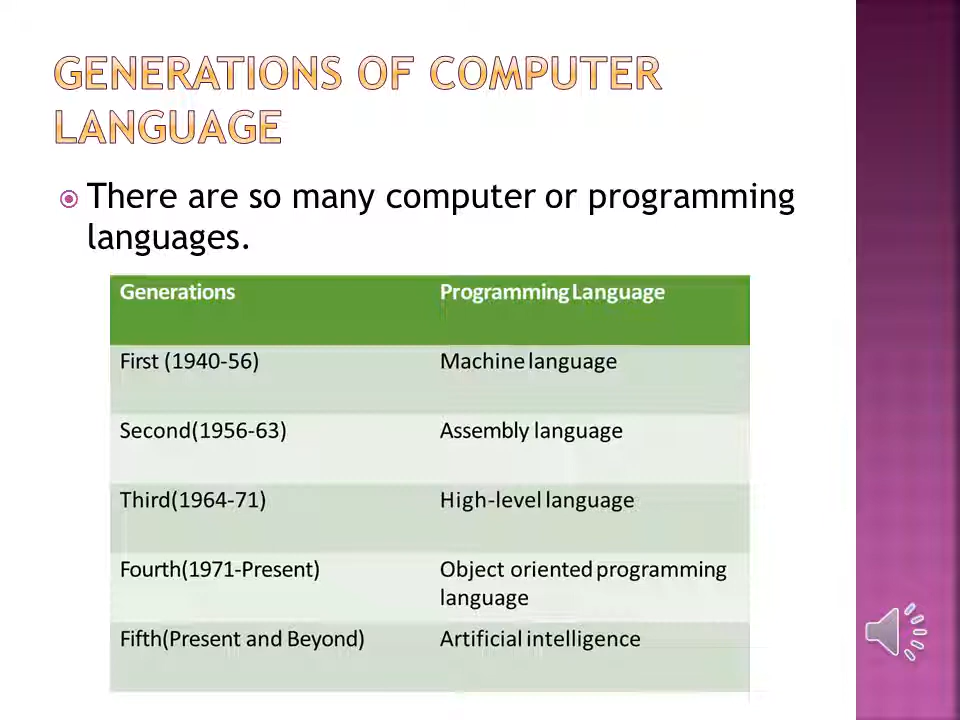 GENERATIONS OF COMPUTER
LANGUAGE
There are so many computer or programming
languages.
Generations Programming Language
First (1940-56) Machine language
Second(1956-63) Assembly language
Third(1964-71) High-level language
Fourth(1971-Present) Object oriented programming
language
Fifth(Present and Beyond) Artificial intelligence